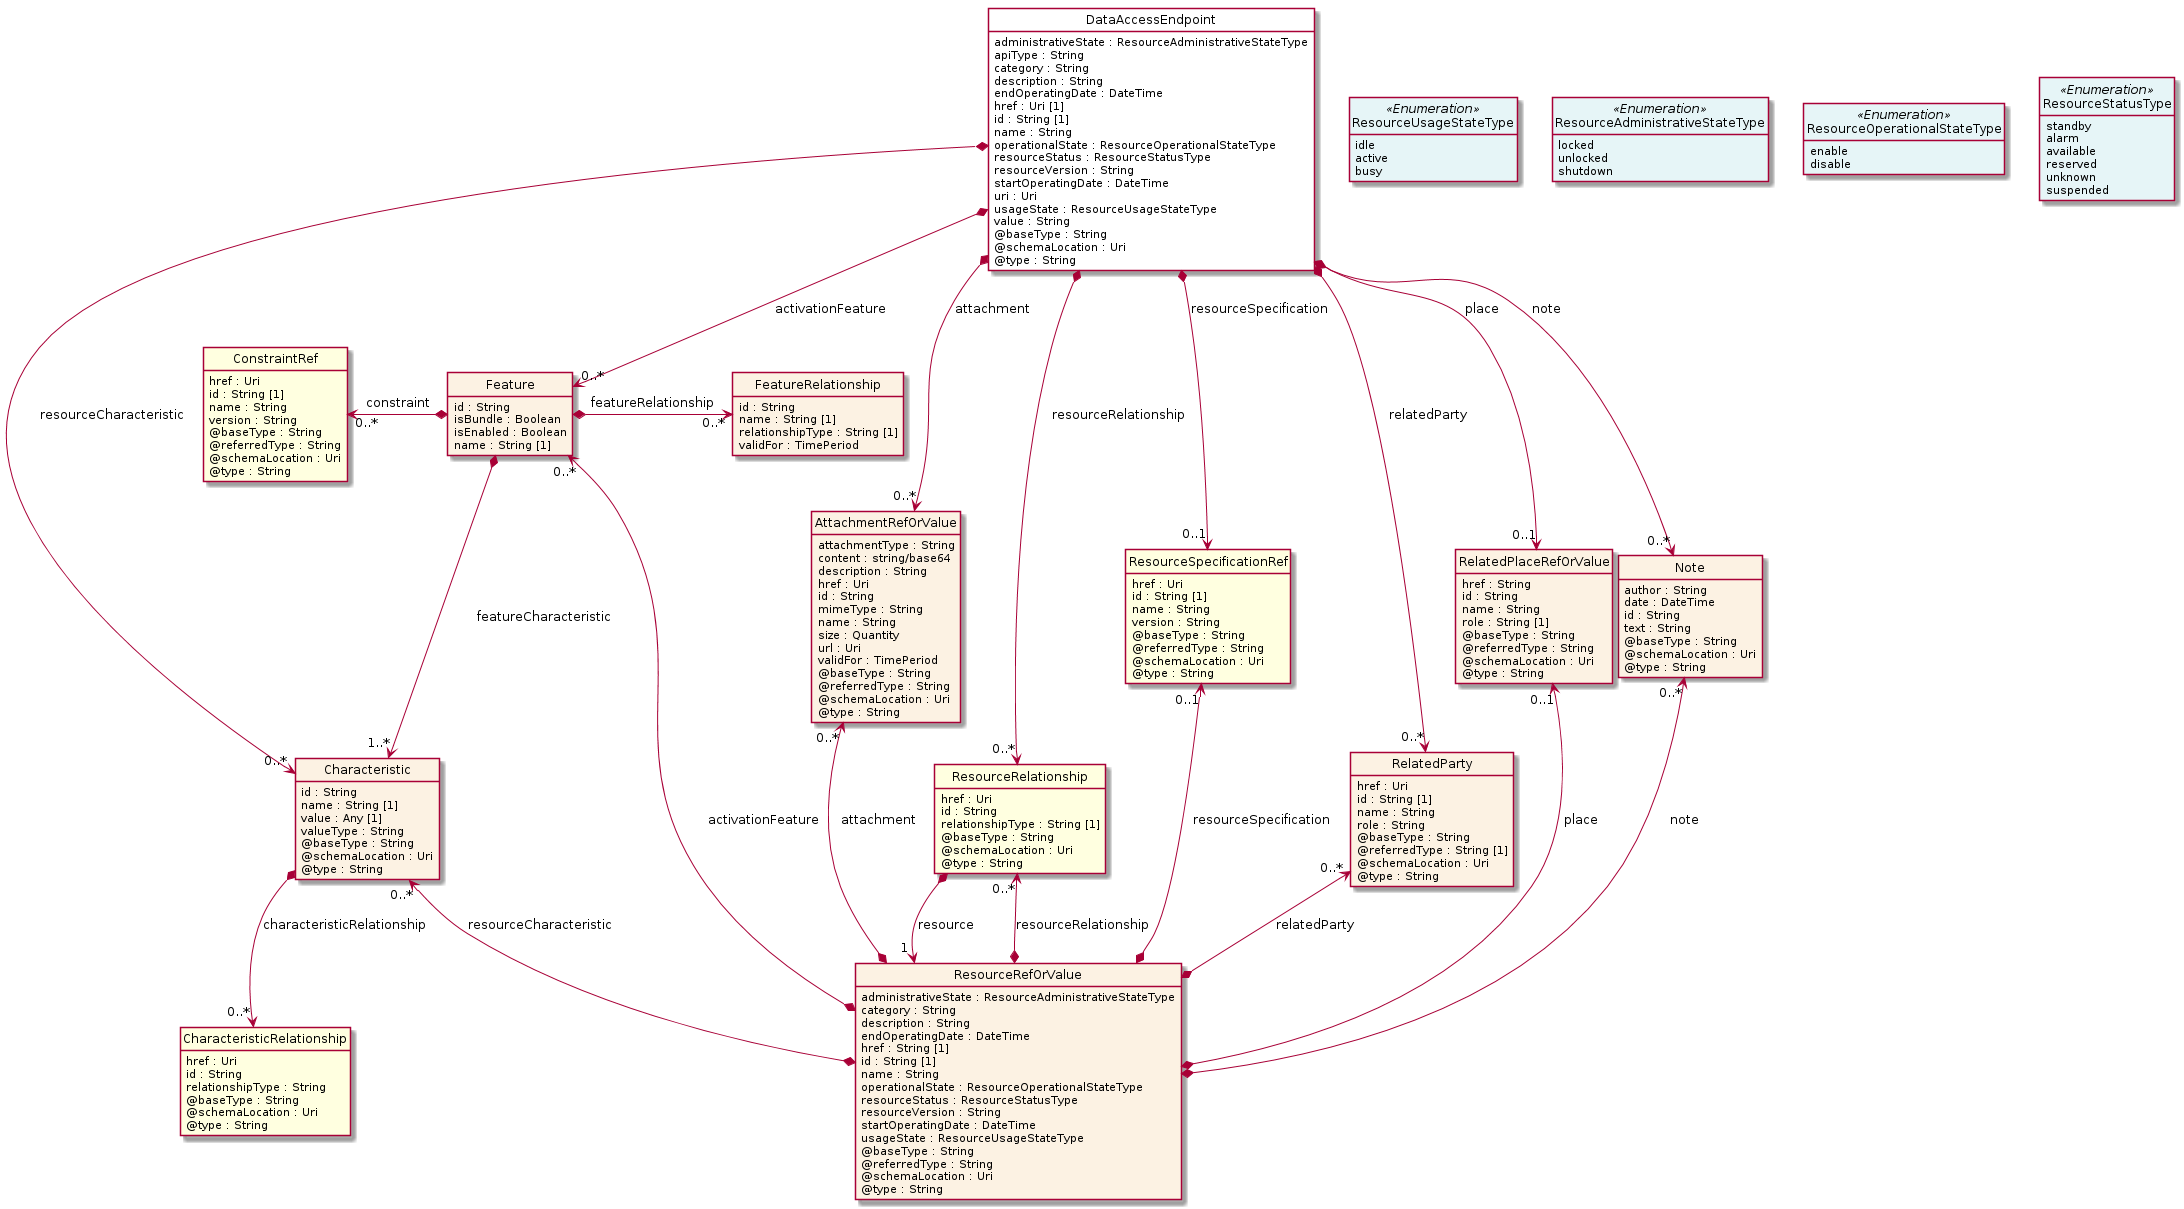 DataAccessEndpoint
administrativeState : ResourceAdministrativeStateType
apiType : String
category : String
description : String
endOperatingDate : DateTime
href : Uri [1]
id : String [1]
name : String
operationalState : ResourceOperationalStateType
resourceStatus : ResourceStatusType
resourceVersion : String
startOperatingDate : DateTime
uri : Uri
usageState : ResourceUsageStateType
value : String
@baseType : String
@schemaLocation : Uri
@type : String
«Enumeration»
ResourceUsageStateType
idle
active
busy
«Enumeration»
ResourceAdministrativeStateType
locked
unlocked
shutdown
«Enumeration»
ResourceOperationalStateType
enable
disable
«Enumeration»
ResourceStatusType
standby
alarm
available
reserved
unknown
suspended
activationFeature
attachment
resourceSpecification
place
note
resourceCharacteristic
resourceRelationship
relatedParty
ConstraintRef
href : Uri
id : String [1]
name : String
version : String
@baseType : String
@referredType : String
@schemaLocation : Uri
@type : String
constraint
0..*
0..*
Feature
id : String
isBundle : Boolean
isEnabled : Boolean
name : String [1]
0..*
featureRelationship
0..*
FeatureRelationship
id : String
name : String [1]
relationshipType : String [1]
validFor : TimePeriod
featureCharacteristic
0..*
AttachmentRefOrValue
attachmentType : String
content : string/base64
description : String
href : Uri
id : String
mimeType : String
name : String
size : Quantity
url : Uri
validFor : TimePeriod
@baseType : String
@referredType : String
@schemaLocation : Uri
@type : String
0..*
0..1
ResourceSpecificationRef
href : Uri
id : String [1]
name : String
version : String
@baseType : String
@referredType : String
@schemaLocation : Uri
@type : String
0..1
0..1
RelatedPlaceRefOrValue
href : String
id : String
name : String
role : String [1]
@baseType : String
@referredType : String
@schemaLocation : Uri
@type : String
0..1
0..*
Note
author : String
date : DateTime
id : String
text : String
@baseType : String
@schemaLocation : Uri
@type : String
0..*
1..*
0..*
Characteristic
id : String
name : String [1]
value : Any [1]
valueType : String
@baseType : String
@schemaLocation : Uri
@type : String
0..*
0..*
ResourceRelationship
href : Uri
id : String
relationshipType : String [1]
@baseType : String
@schemaLocation : Uri
@type : String
0..*
0..*
RelatedParty
href : Uri
id : String [1]
name : String
role : String
@baseType : String
@referredType : String [1]
@schemaLocation : Uri
@type : String
0..*
activationFeature
attachment
resourceSpecification
place
note
characteristicRelationship
resourceCharacteristic
resource
resourceRelationship
relatedParty
1
0..*
CharacteristicRelationship
href : Uri
id : String
relationshipType : String
@baseType : String
@schemaLocation : Uri
@type : String
ResourceRefOrValue
administrativeState : ResourceAdministrativeStateType
category : String
description : String
endOperatingDate : DateTime
href : String [1]
id : String [1]
name : String
operationalState : ResourceOperationalStateType
resourceStatus : ResourceStatusType
resourceVersion : String
startOperatingDate : DateTime
usageState : ResourceUsageStateType
@baseType : String
@referredType : String
@schemaLocation : Uri
@type : String